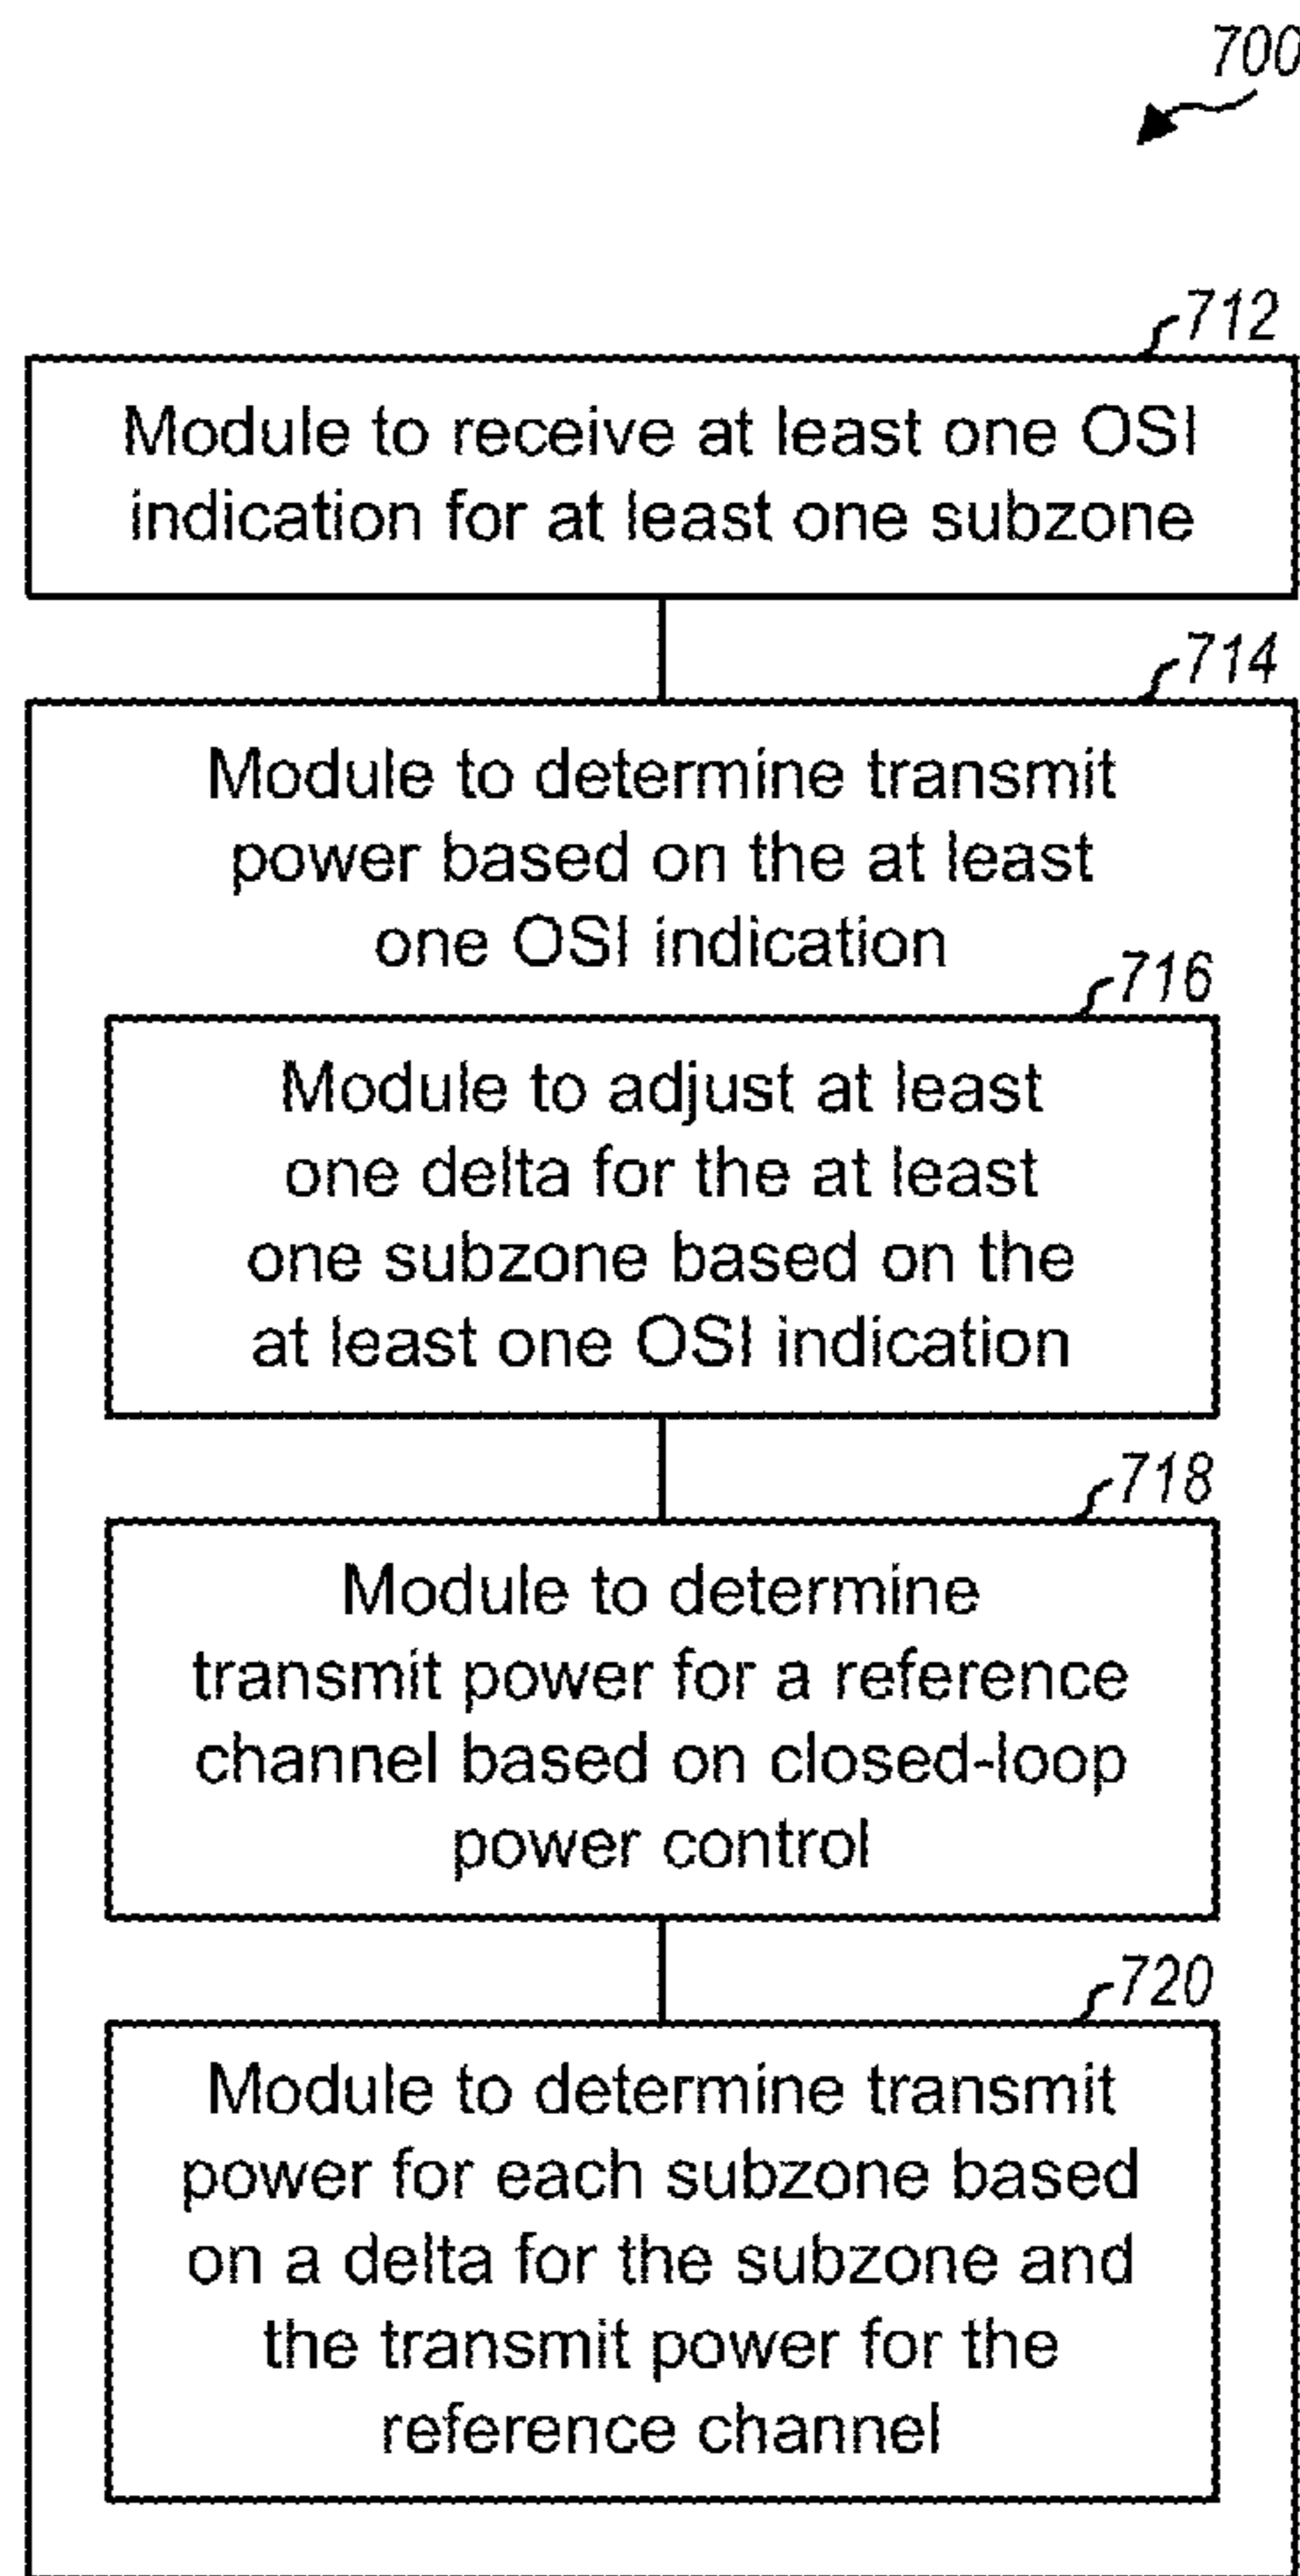 700
712
Module to receive at least one OSI
indication for at least one subzone
714
Module to determine transmit
power based on the at least
one OSI indication
716
Module to adjust at least
one delta for the at least
one subzone based on the
at least one OSI indication
718
Module to determine
transmit power for a reference
channel based on closed-loop
power control
720
Module to determine transmit
power for each subzone based
on a delta for the subzone and
the transmit power for the
reference channel